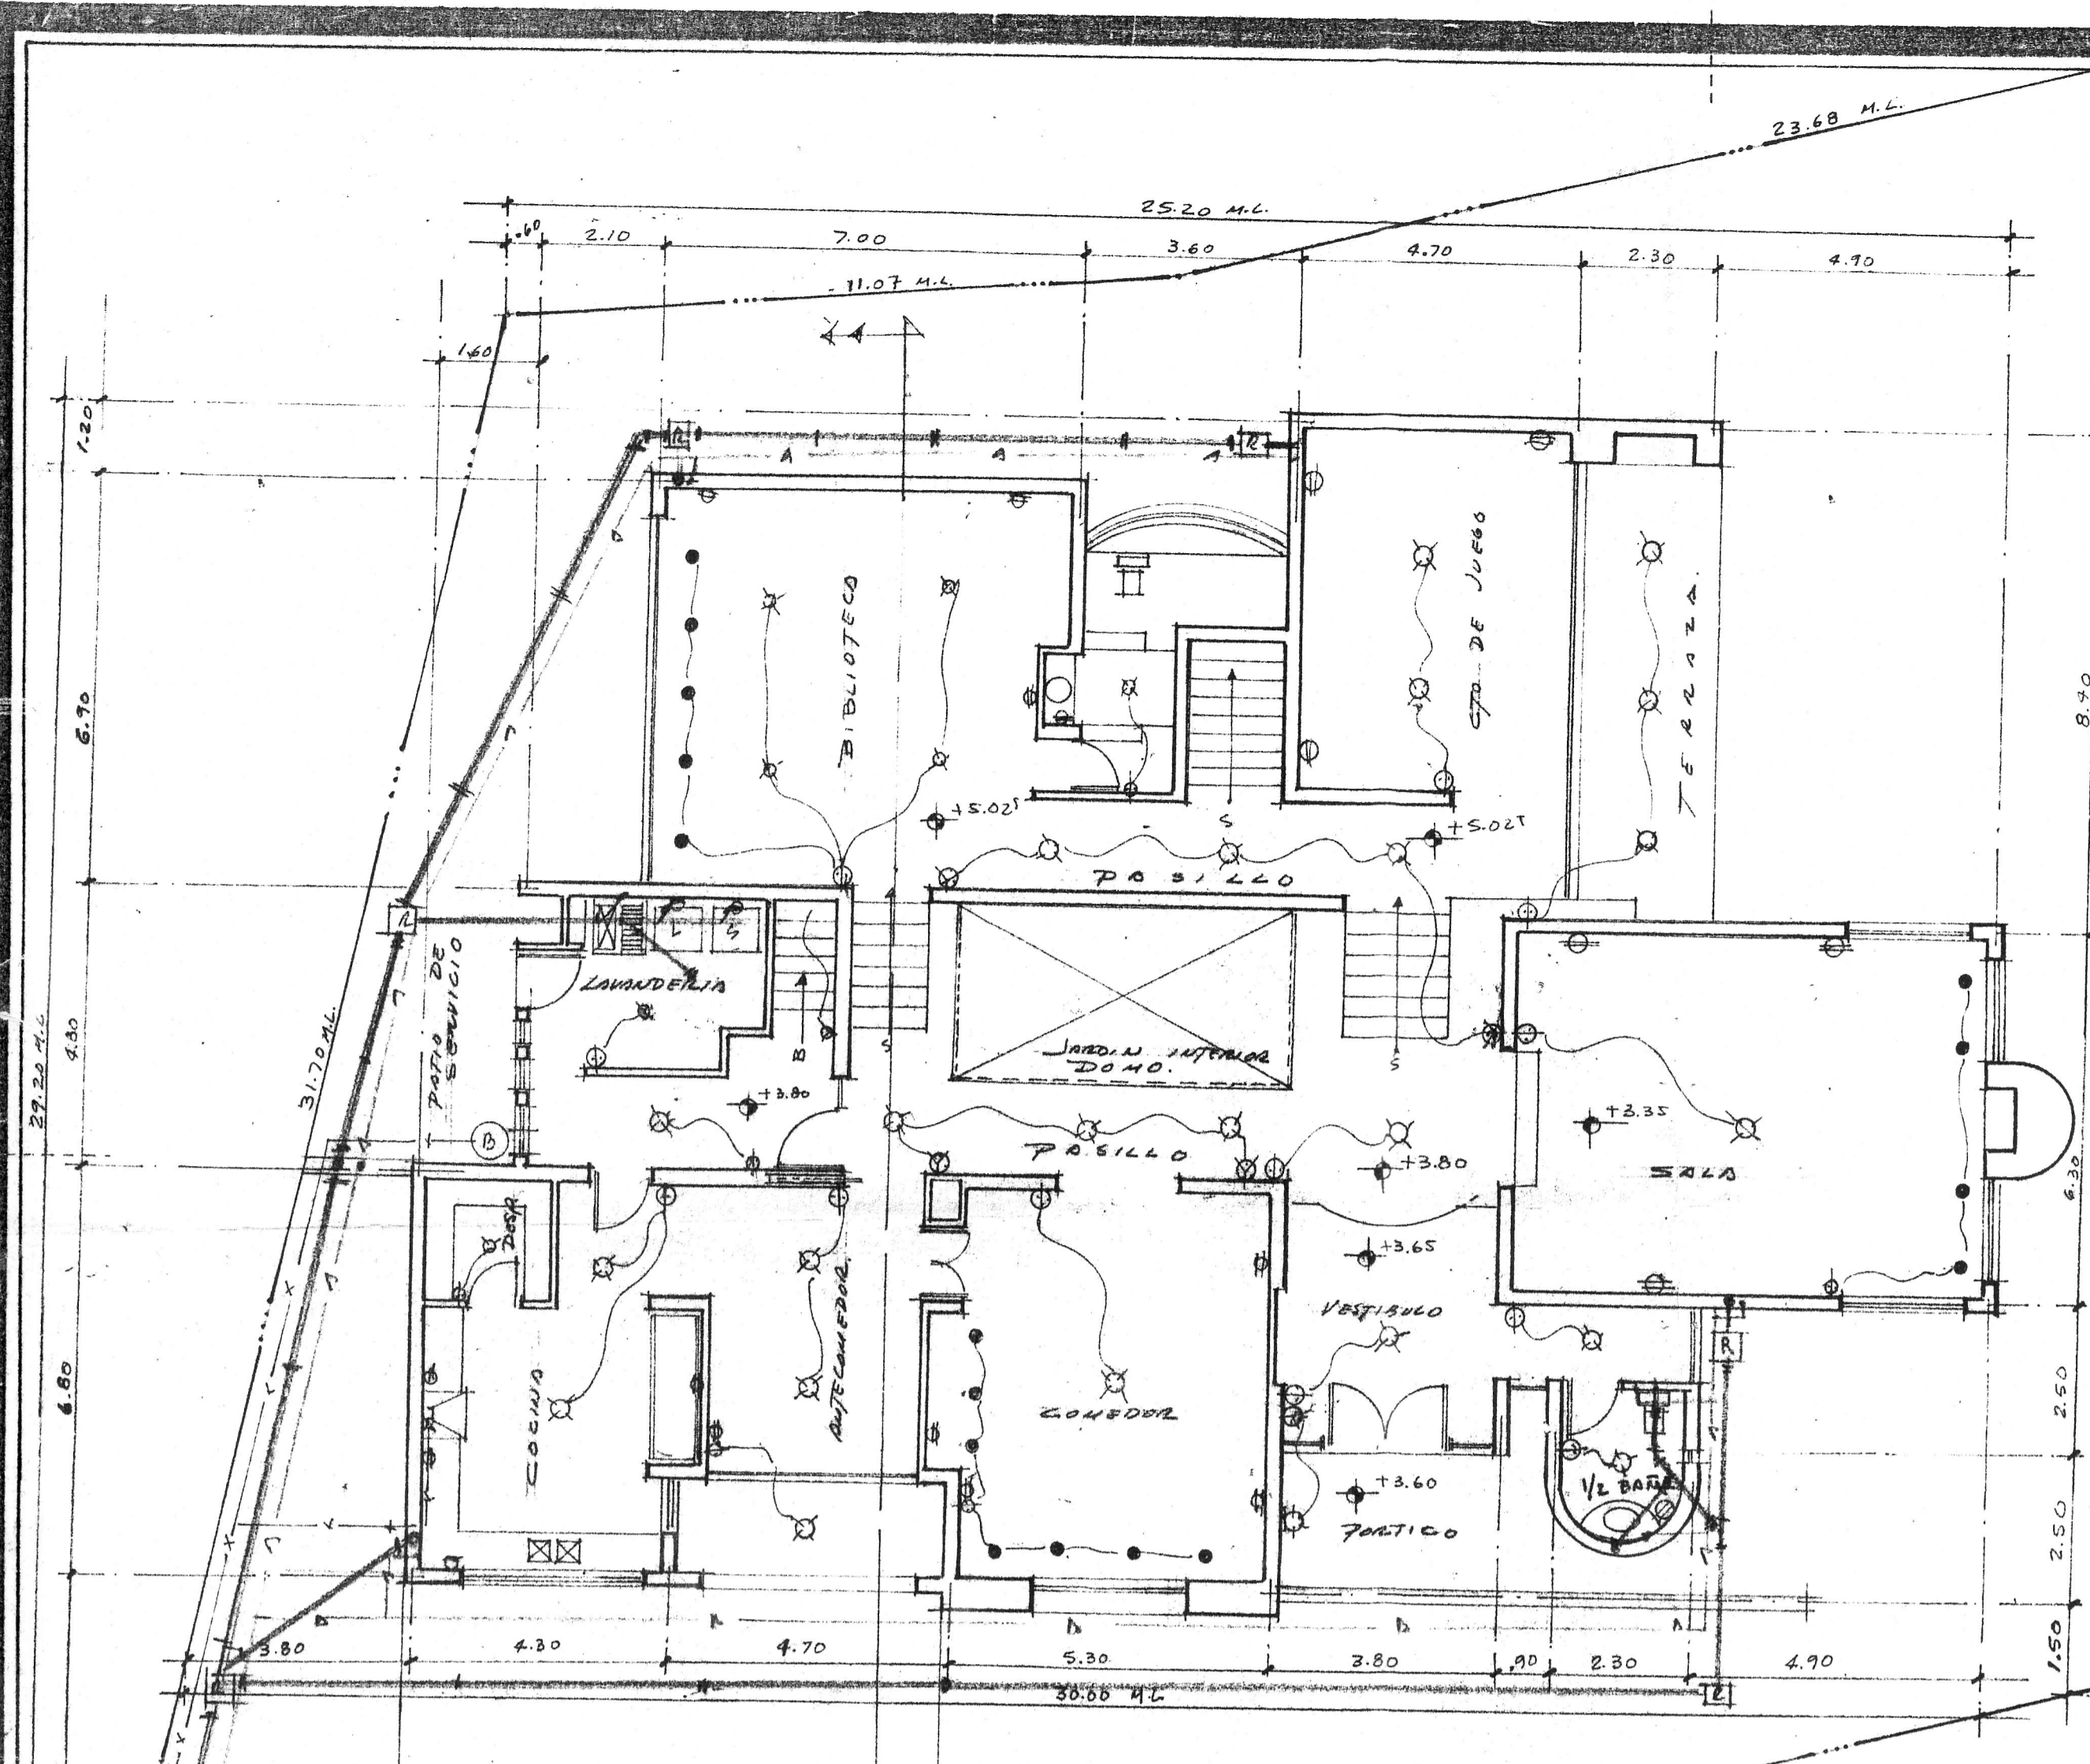 23.68 M.L.
25.20 M.L.
.60
2.10
7.00
3.60
4.70
2.30
4.90
11.07 M.L.
1.60
1.20
6.90
4.30
6.80
29.20 M.L.
31.70 M.L.
R
R
A
A
BIBLIOTECA
CTO DE JUEGO
TERRAZA.
8.40
+5.025
+5.025
S
PASILLO
R
L
S
PATIO DE
SERVICIO
LAVANDERIA
B
S
S
JARDIN INTERIOR
DOMO.
+3.80
B
PASILLO
+3.80
+3.35
SALA
6.30
+3.65
DESP.
COCINA
ANTECOMEDOR.
COMEDOR
VESTIBULO
R
2.50
1/2 BAÑO
+3.60
PORTICO
2.50
1.50
3.80
4.30
4.70
5.30
3.80
.90
2.30
4.90
30.00 M.L
R